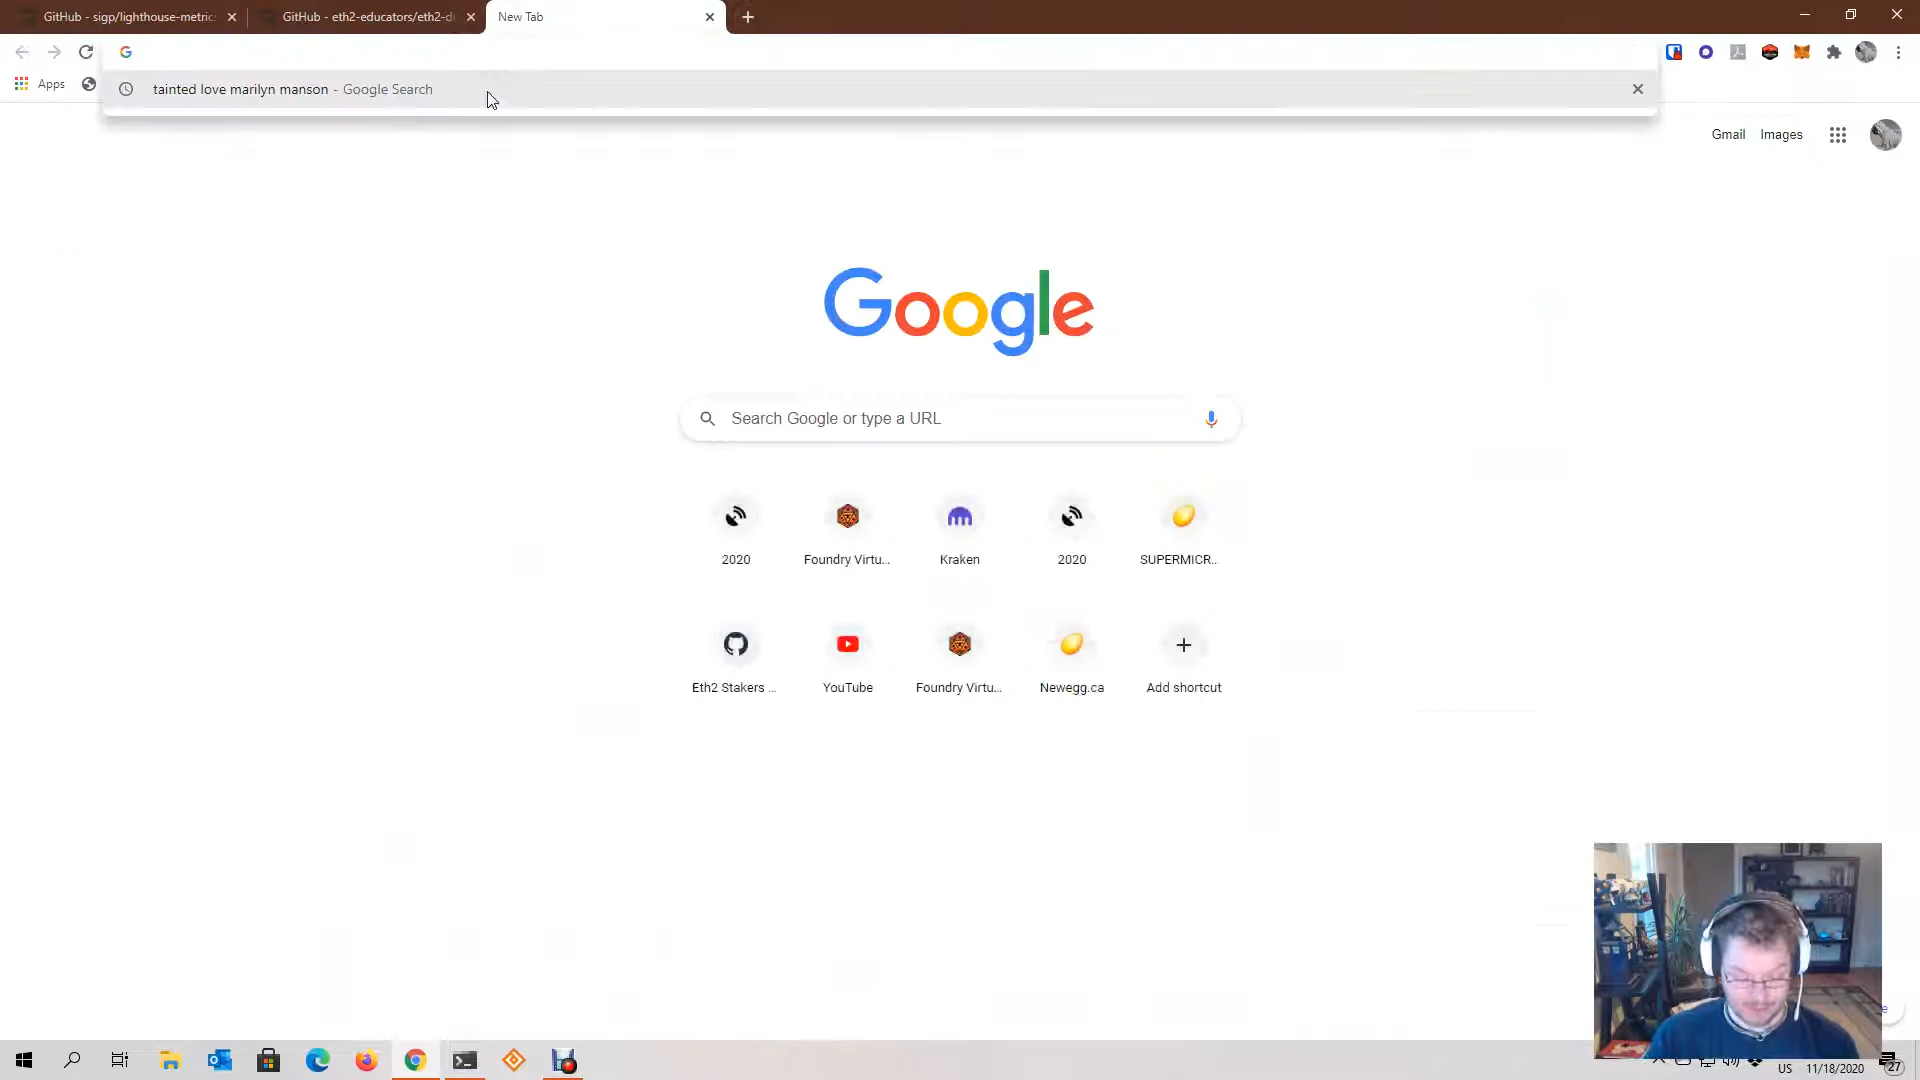 GitHub - sigp/lighthouse-metric
GitHub - eth2-educators/eth2-d
New Tab
Apps
tainted love marilyn manson - Google Search
Gmail
Images
Google
Search Google or type a URL
2020
Foundry Virtu...
Kraken
2020
SUPERMICR...
Eth2 Stakers ...
YouTube
Foundry Virtu...
Newegg.ca
Add shortcut
US
11/18/2020
27